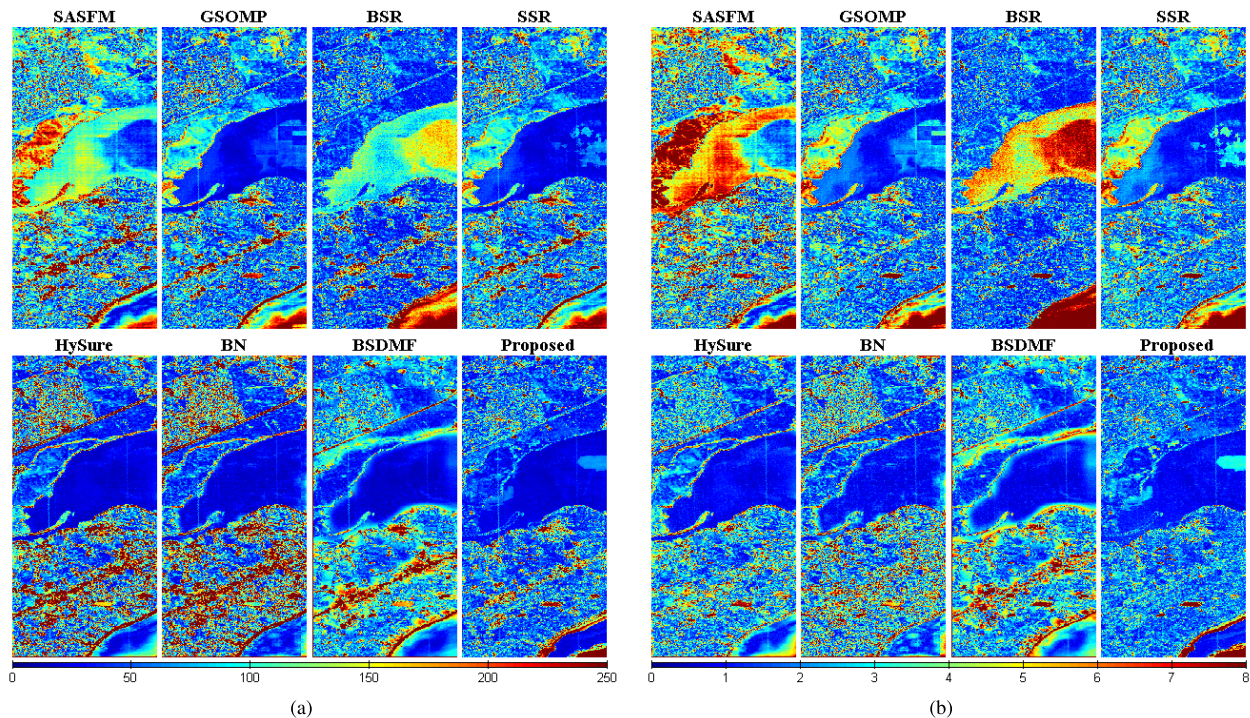 SASFM GSOMP BSR SSR
HySure BN BSDMF Proposed
0 50 100 150 200 250
(a)
SASFM GSOMP BSR SSR
HySure BN BSDMF Proposed
0 1 2 3 4 5 6 7 8
(b)